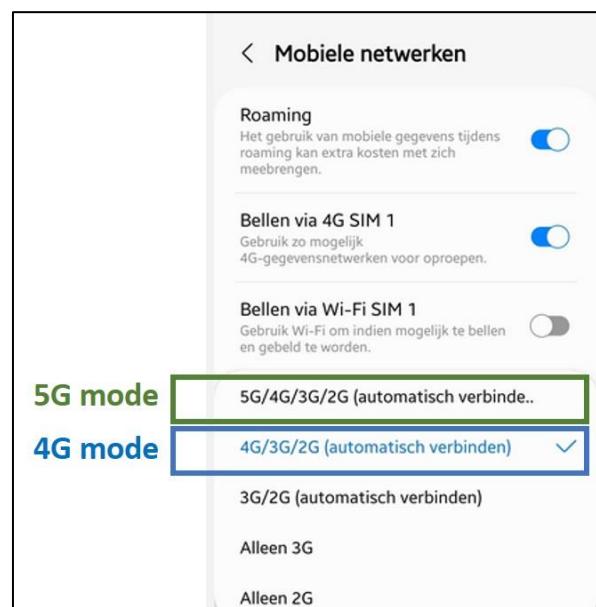 Mobiele netwerken
Roaming
Het gebruik van mobiele gegevens tijdens
roaming kan extra kosten met zich
meebrengen.
Bellen via 4G SIM 1
Gebruik zo mogelijk
4G-gegevensnetwerken voor oproepen.
Bellen via Wi-Fi SIM 1
Gebruik Wi-Fi om indien mogelijk te bellen
en gebeld te worden.
5G mode 5G/4G/3G/2G (automatisch verbinde..
4G mode 4G/3G/2G (automatisch verbinden)
3G/2G (automatisch verbinden)
Alleen 3G
Alleen 2G